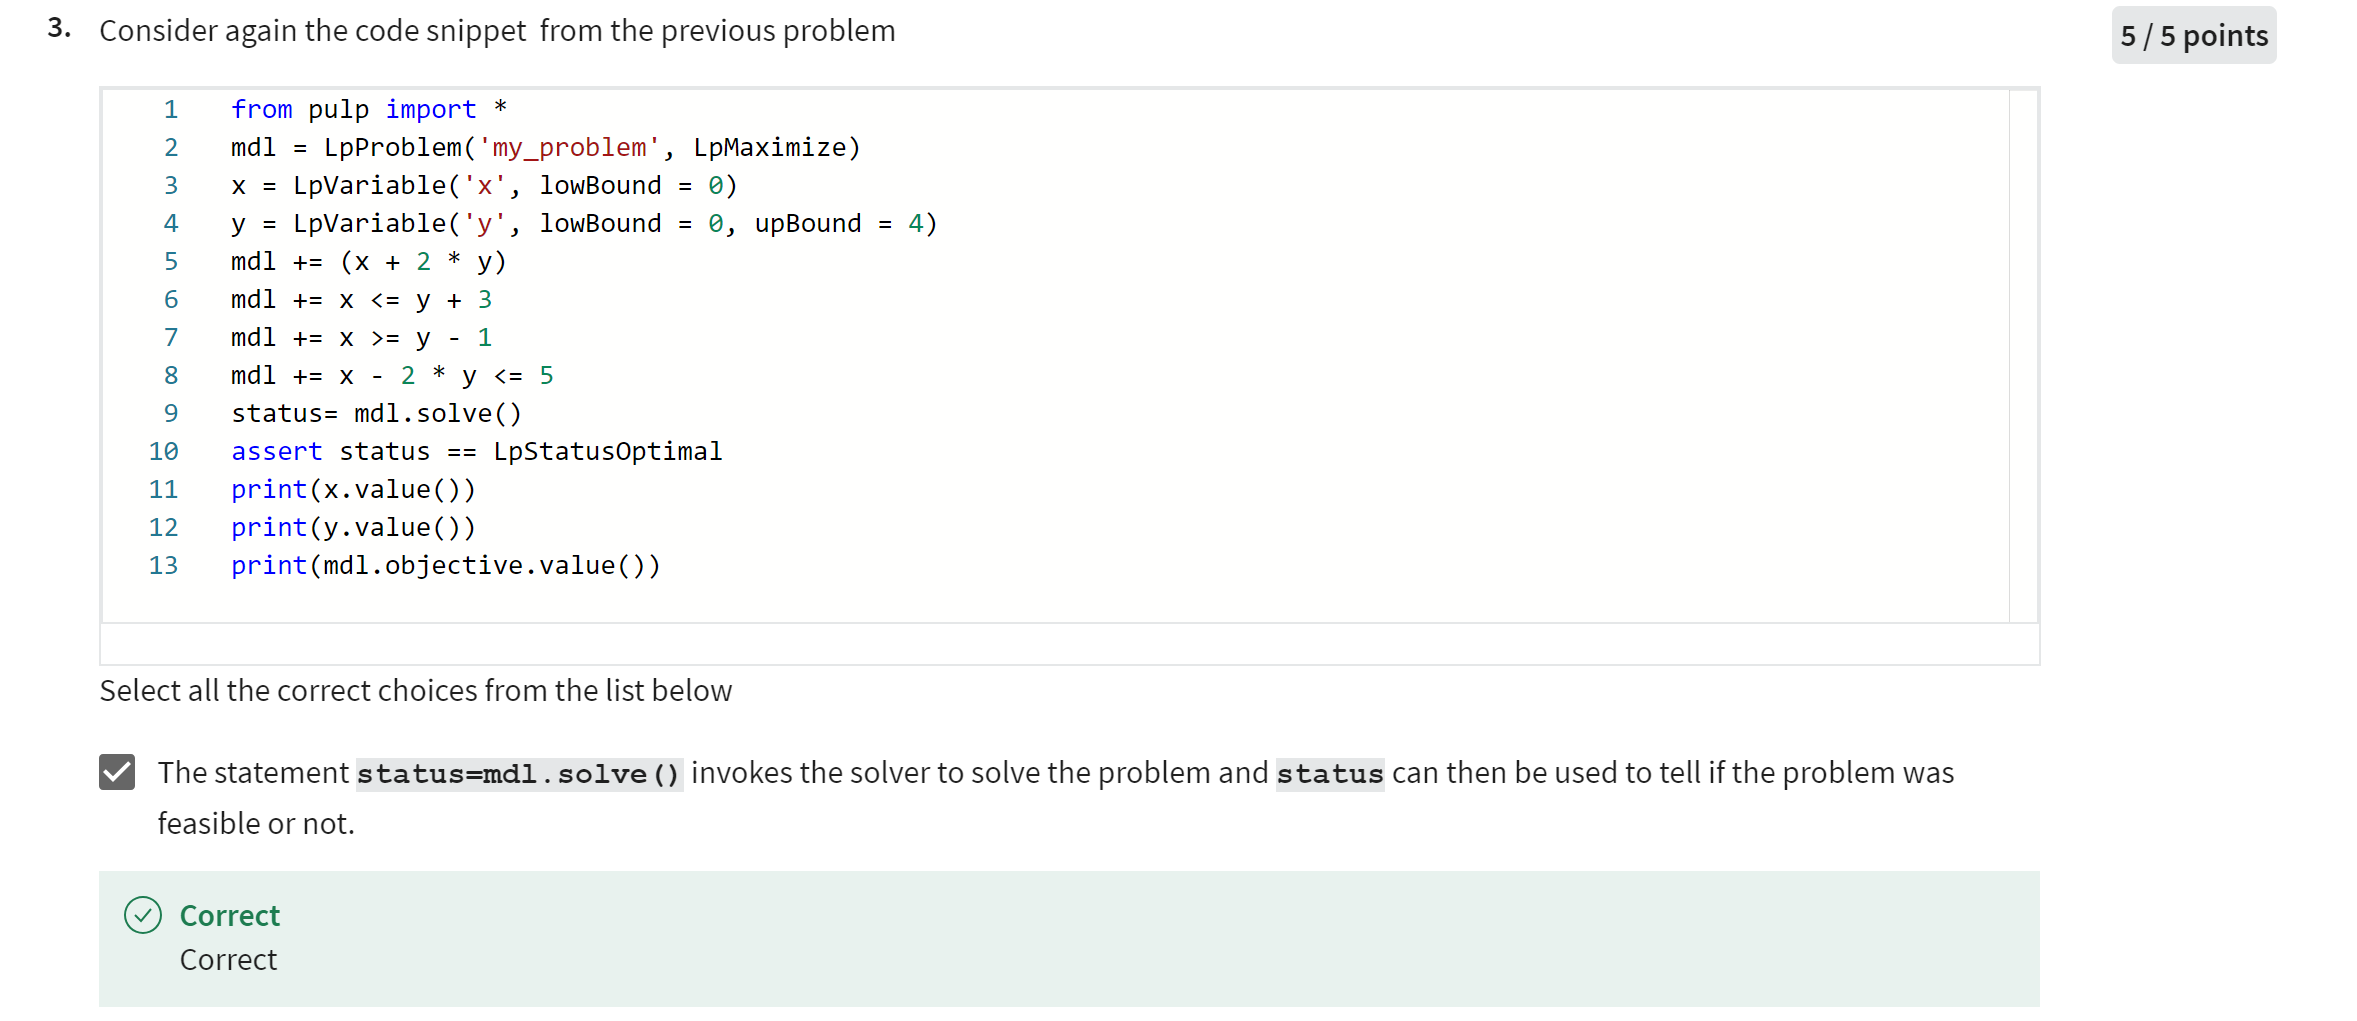 3. Consider again the code snippet from the previous problem
5 / 5 points
1 from pulp import *
2 mdl = LpProblem('my_problem', LpMaximize)
3 x = LpVariable('x', lowBound = 0)
4 y = LpVariable('y', lowBound = 0, upBound = 4)
5 mdl += (x + 2 * y)
6 mdl += x <= y + 3
7 mdl += x >= y - 1
8 mdl += x - 2 * y <= 5
9 status= mdl.solve()
10 assert status == LpStatusOptimal
11 print(x.value())
12 print(y.value())
13 print(mdl.objective.value())
Select all the correct choices from the list below
The statement status=mdl.solve() invokes the solver to solve the problem and status can then be used to tell if the problem was
feasible or not.
Correct
Correct